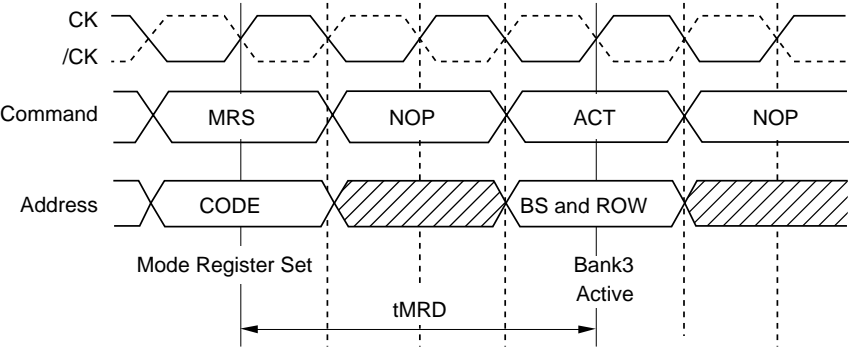 CK
/CK
Command MRS NOP ACT NOP
Address CODE BS and ROW
Mode Register Set Bank3
Active
tMRD